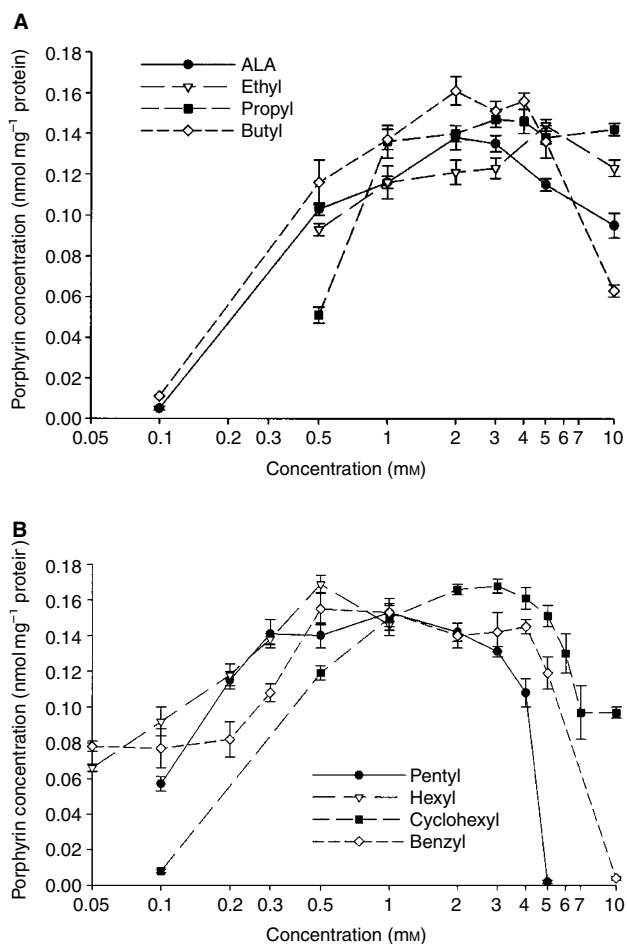 A
Porphyrin concentration (nmol mg⁻¹ protein)
0.18
0.16
0.14
0.12
0.10
0.08
0.06
0.04
0.02
0.00
ALA
Ethyl
Propyl
Butyl
0.05 0.1 0.2 0.3 0.5 1 2 3 4 5 6 7 10
Concentration (mM)
B
Porphyrin concentration (nmol mg⁻¹ protein)
0.18
0.16
0.14
0.12
0.10
0.08
0.06
0.04
0.02
0.00
Pentyl
Hexyl
Cyclohexyl
Benzyl
0.05 0.1 0.2 0.3 0.5 1 2 3 4 5 6 7 10
Concentration (mM)